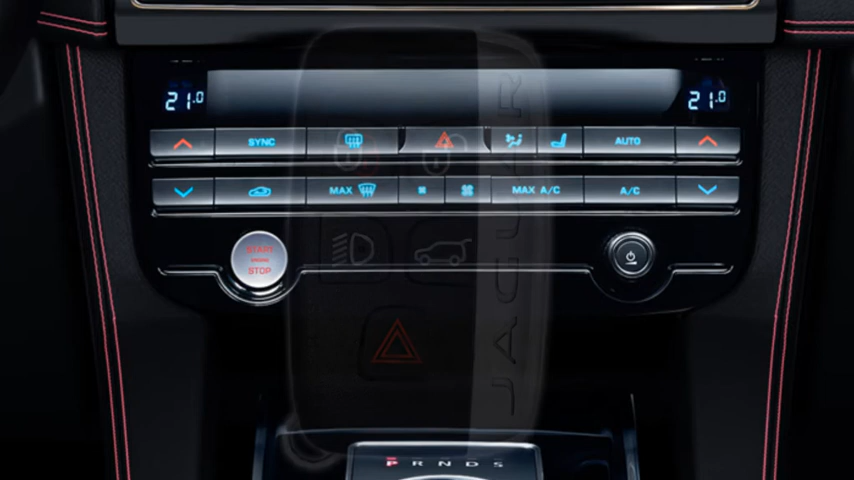 21.0
21.0
SYNC
AUTO
MAX
MAX A/C
A/C
START
ENGINE
STOP
JAGUAR
P R N D S